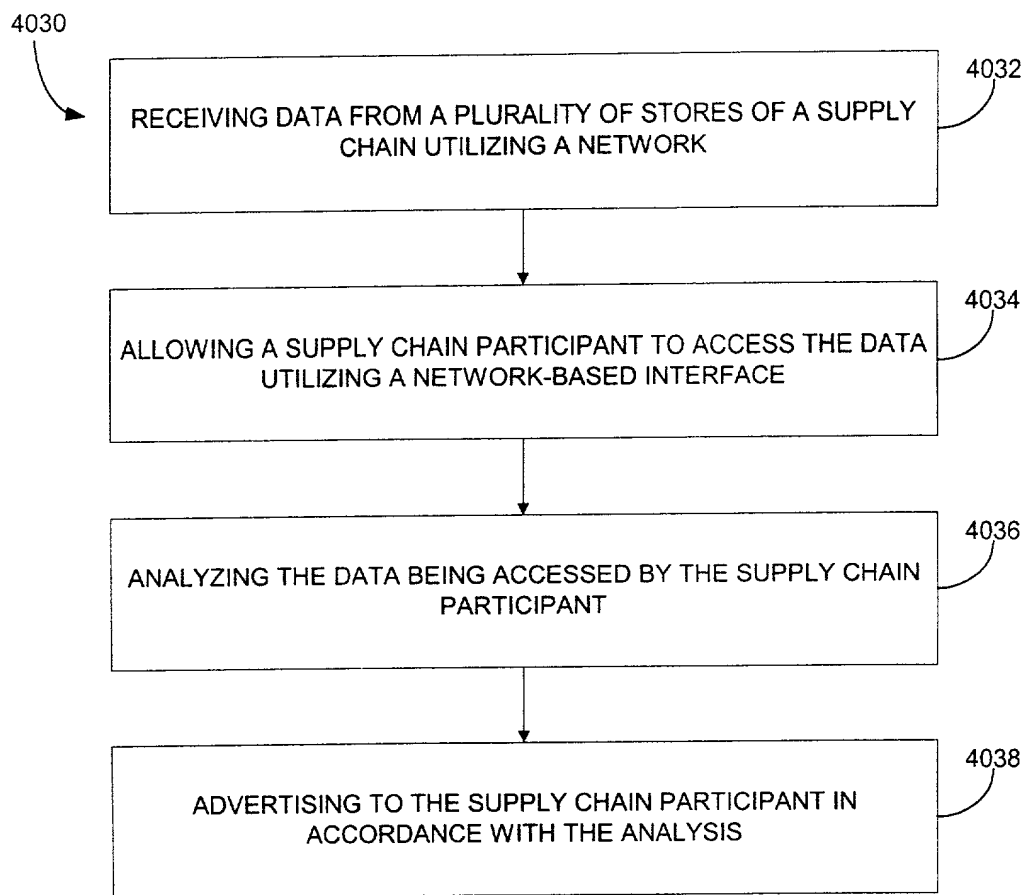 4030
4032
RECEIVING DATA FROM A PLURALITY OF STORES OF A SUPPLY
CHAIN UTILIZING A NETWORK
4034
ALLOWING A SUPPLY CHAIN PARTICIPANT TO ACCESS THE DATA
UTILIZING A NETWORK-BASED INTERFACE
4036
ANALYZING THE DATA BEING ACCESSED BY THE SUPPLY CHAIN
PARTICIPANT
4038
ADVERTISING TO THE SUPPLY CHAIN PARTICIPANT IN
ACCORDANCE WITH THE ANALYSIS